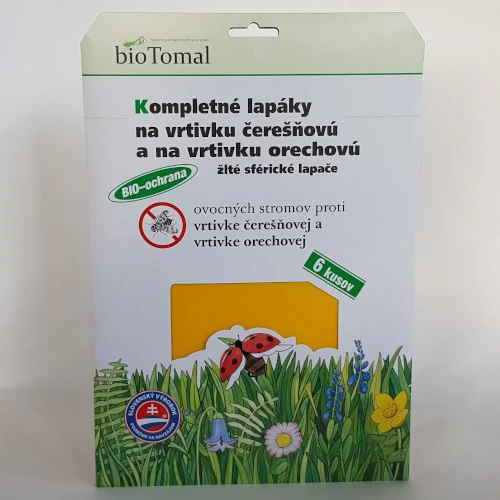 bioTomal
Kompletné lapáky
na vrtivku čerešňovú
a na vrtivku orechovú
žlté sférické lapače
BIO-ochrana
ovocných stromov proti
vrtivke čerešňovej a
vrtivke orechovej
6 kusov
SLOVENSKÝ VÝROBOK